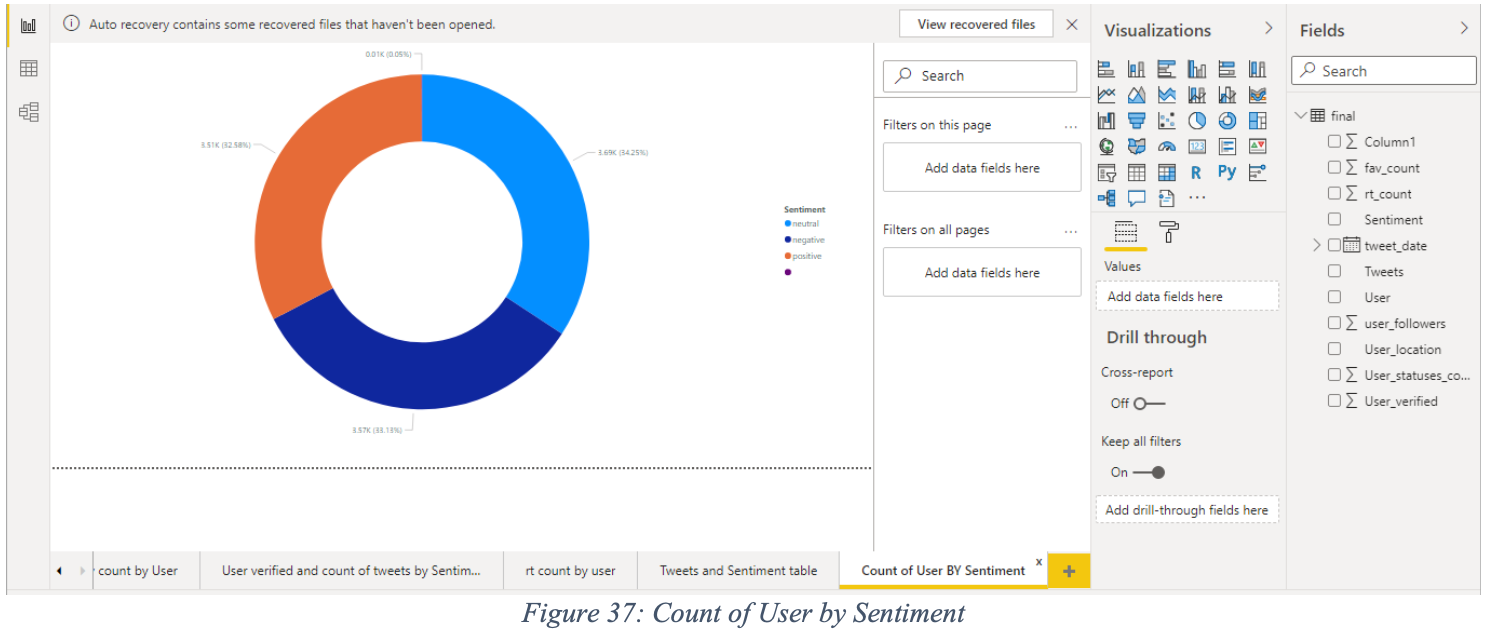 Auto recovery contains some recovered files that haven't been opened.
View recovered files
0.01K (0.05%)
3.51K (32.58%)
3.69K (34.25%)
3.57K (33.13%)
Sentiment
neutral
negative
positive
Search
Filters on this page
...
Add data fields here
Filters on all pages
...
Add data fields here
Visualizations
123
R
Py
...
Values
Add data fields here
Drill through
Cross-report
Off
Keep all filters
On
Add drill-through fields here
Fields
Search
final
Column1
fav_count
rt_count
Sentiment
tweet_date
Tweets
User
user_followers
User_location
User_statuses_co...
User_verified
count by User
User verified and count of tweets by Sentim...
rt count by user
Tweets and Sentiment table
Count of User BY Sentiment
x
+
Figure 37: Count of User by Sentiment